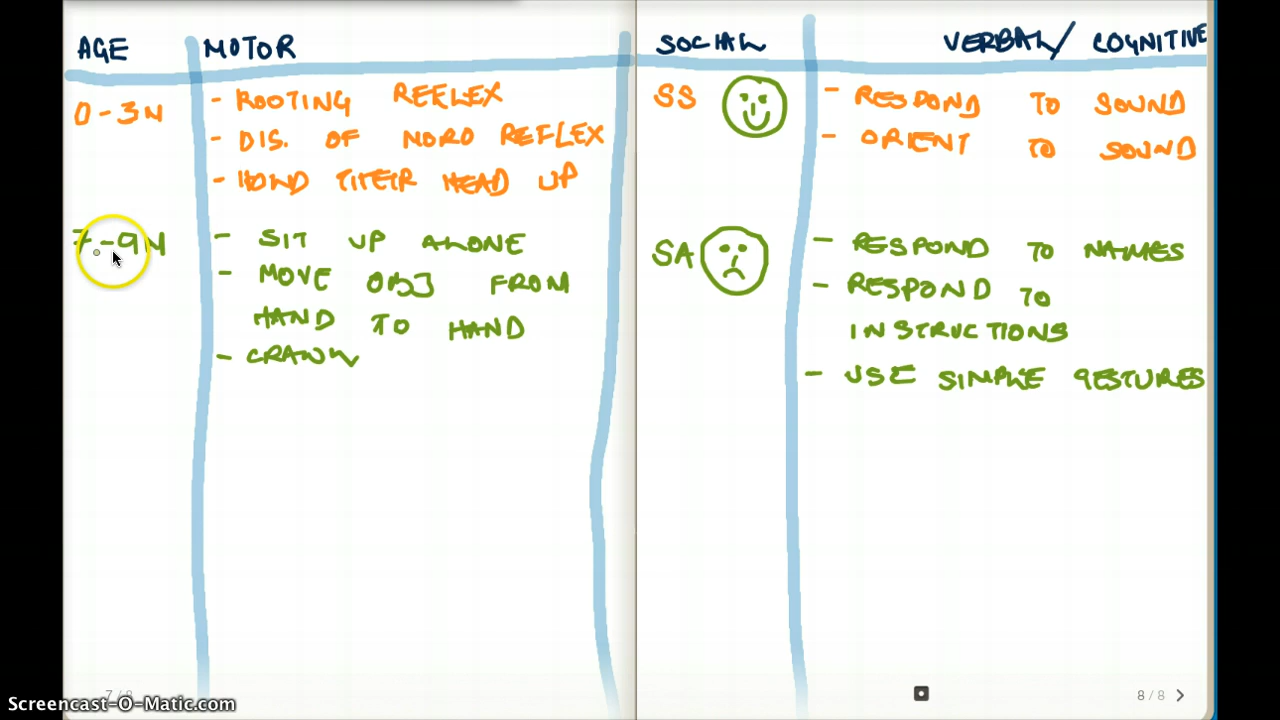 AGE MOTOR SOCIAL VERBAL/ COGNITIVE
0-3M
- ROOTING REFLEX
- DIS. OF MORO REFLEX
- HOLD THEIR HEAD UP
SS
- RESPOND TO SOUND
- ORIENT TO SOUND
7-9M
- SIT UP ALONE
- MOVE OBJ FROM
HAND TO HAND
- CRAWL
SA
- RESPOND TO NAMES
- RESPOND TO
INSTRUCTIONS
- USE SIMPLE GESTURES
8/8
Screencast-O-Matic.com